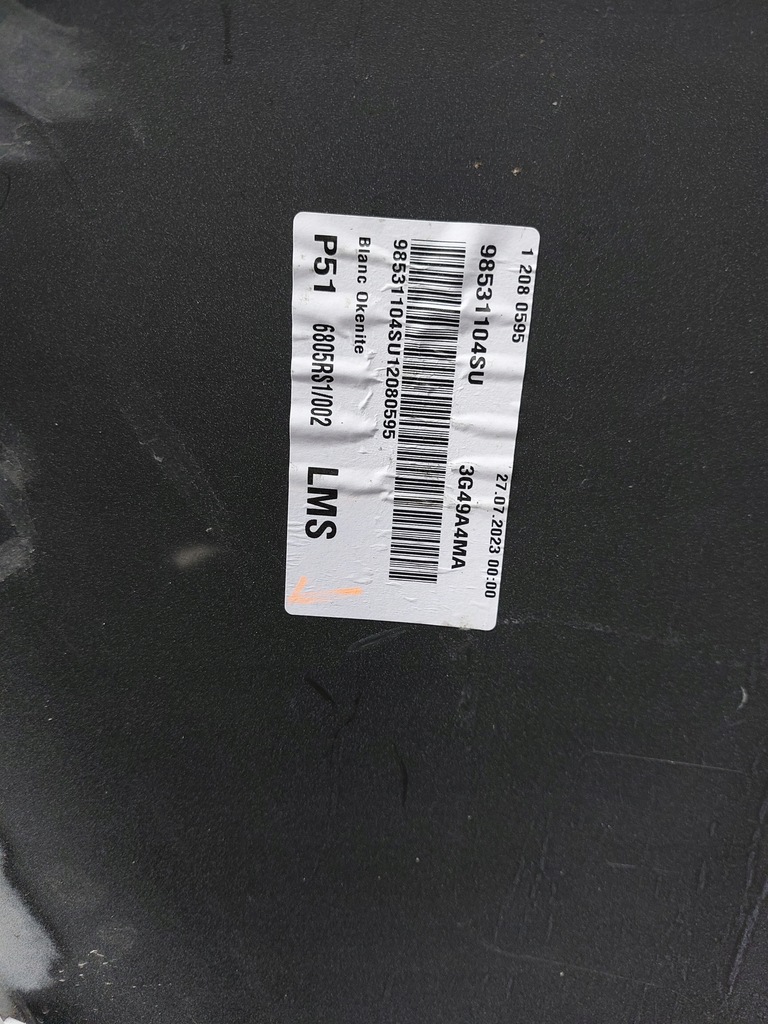 1 208 0595 27.07.2023 00:00
98531104SU 3G49A4MA
98531104SU12080595
Blanc Okenite
P51 6805RS1/002 LMS